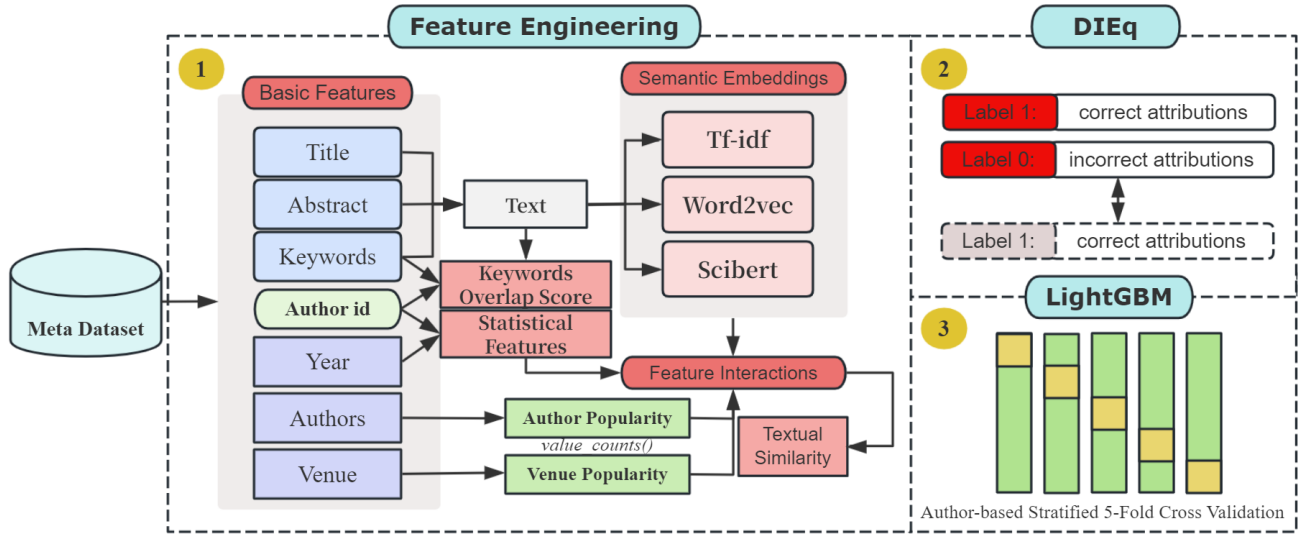 Feature Engineering
1
Basic Features
Title
Abstract
Keywords
Author id
Year
Authors
Venue
Meta Dataset
Text
Keywords
Overlap Score
Statistical
Features
Semantic Embeddings
Tf-idf
Word2vec
Scibert
Feature Interactions
Author Popularity
value_counts()
Venue Popularity
Textual
Similarity
DIEq
2
Label 1: correct attributions
Label 0: incorrect attributions
Label 1: correct attributions
LightGBM
3
Author-based Stratified 5-Fold Cross Validation